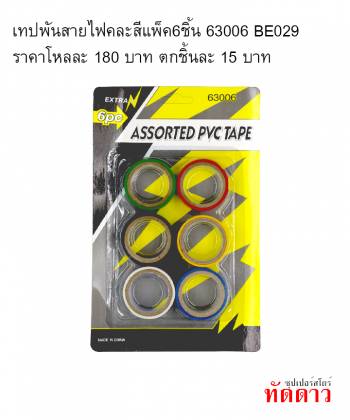 เทปพันสายไฟคละสีแพ็ค6ชิ้น 63006 BE029
ราคาโหลละ 180 บาท ตกชิ้นละ 15 บาท
EXTRA
63006
6pc
ASSORTED PVC TAPE
MADE IN CHINA
ซุปเปอร์สโตร์
ทัดดาว